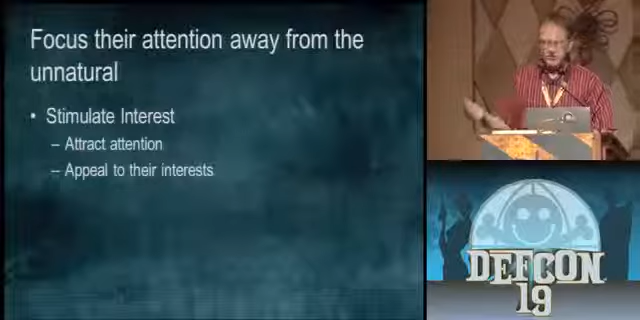 Focus their attention away from the
unnatural
• Stimulate Interest
– Attract attention
– Appeal to their interests
DEFCON
19